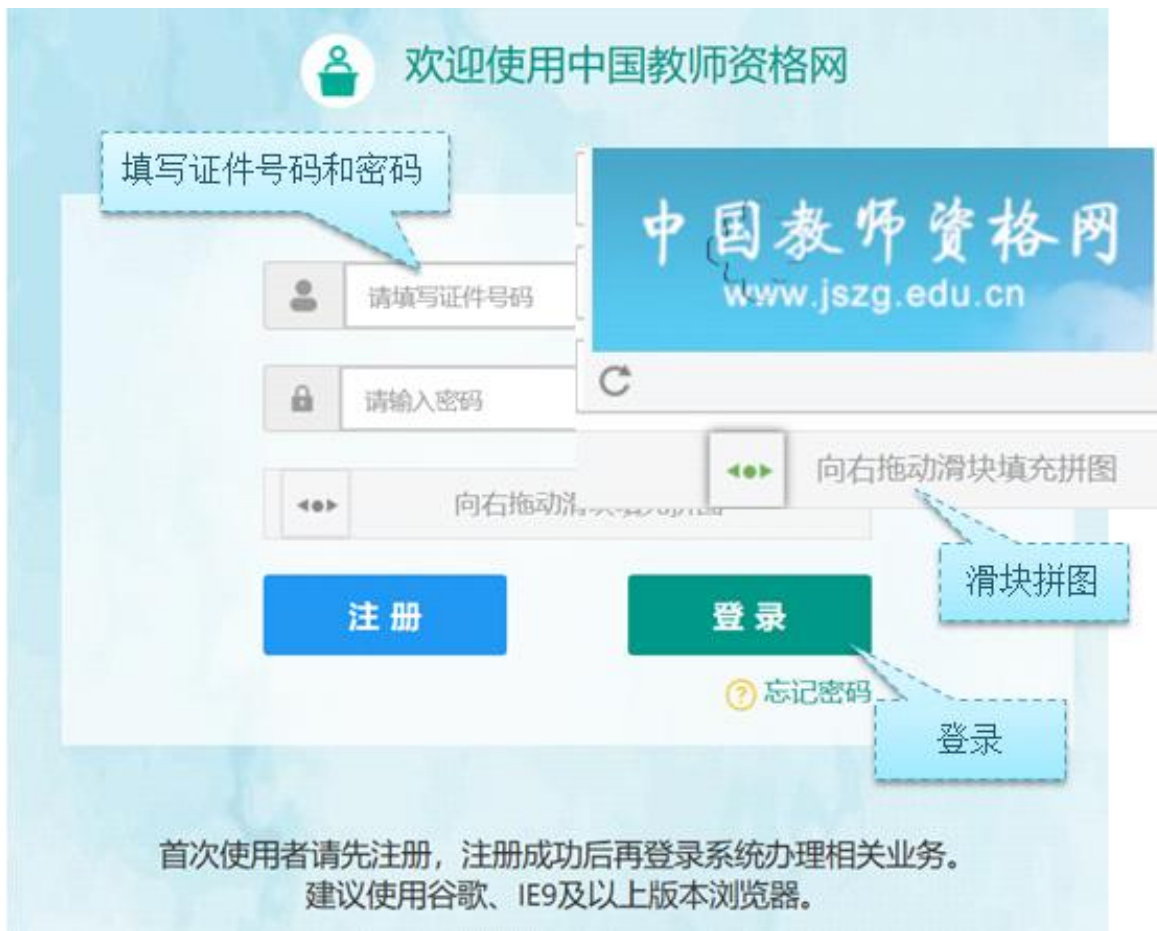 欢迎使用中国教师资格网
填写证件号码和密码
中国教师资格网
www.jszg.edu.cn
请填写证件号码
请输入密码
向右拖动滑块填充拼图
向右拖动滑
滑块拼图
注册
登录
忘记密码
登录
首次使用者请先注册，注册成功后再登录系统办理相关业务。
建议使用谷歌、IE9及以上版本浏览器。